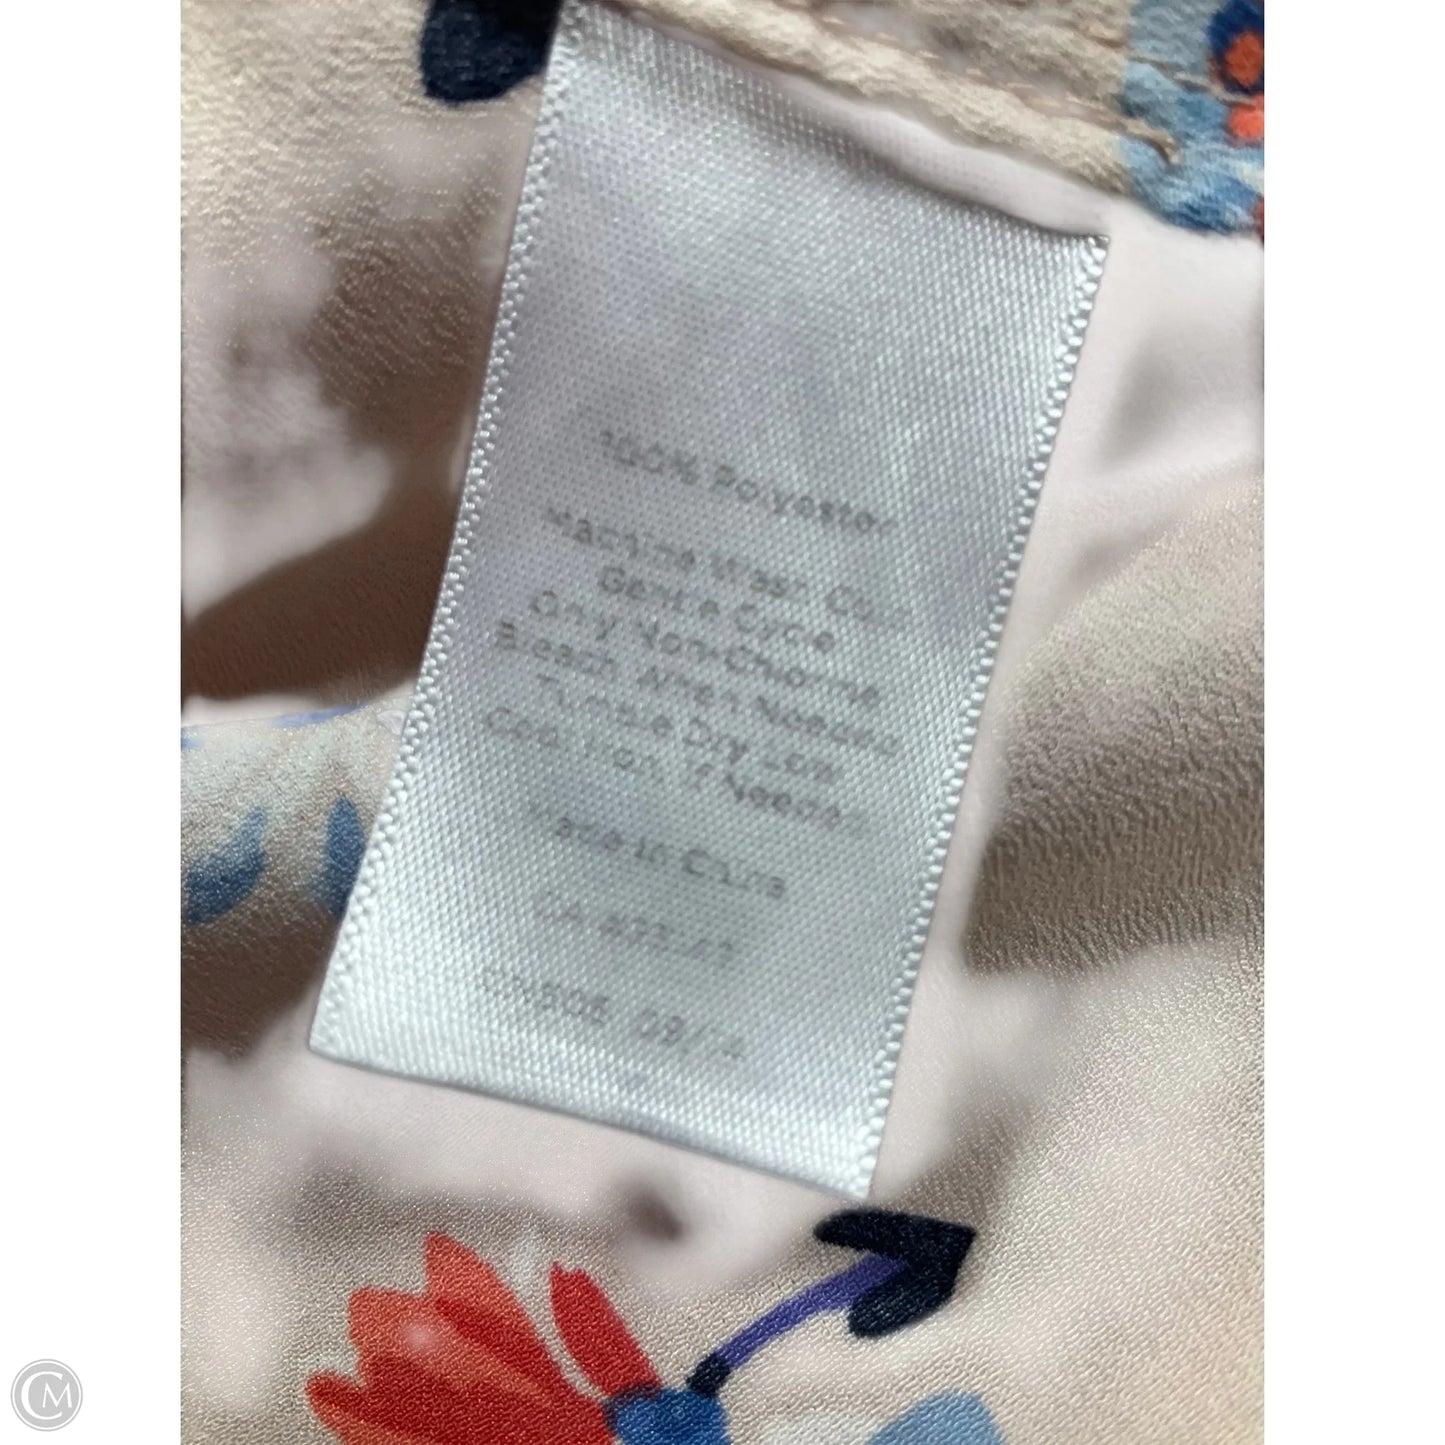 100% Polyester
Machine Wash Cold
Gentle Cycle
Only Non-Chlorine
Bleach When Needed
Tumble Dry Low
Cool Iron If Needed
Made in China
CM